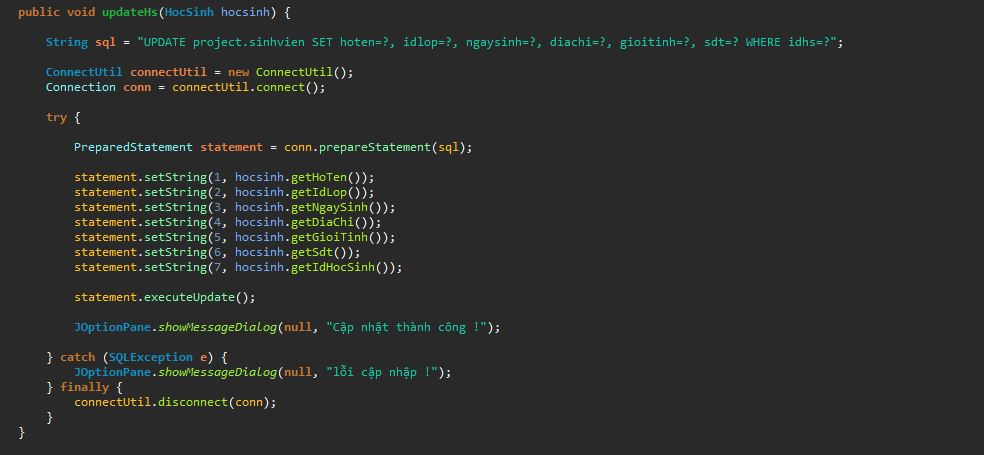 public void updateHs(HocSinh hocsinh) {
String sql = "UPDATE project.sinhvien SET hoten=?, idlop=?, ngaysinh=?, diachi=?, gioitinh=?, sdt=? WHERE idhs=?";
ConnectUtil connectUtil = new ConnectUtil();
Connection conn = connectUtil.connect();
try {
PreparedStatement statement = conn.prepareStatement(sql);
statement.setString(1, hocsinh.getHoTen());
statement.setString(2, hocsinh.getIdLop());
statement.setString(3, hocsinh.getNgaySinh());
statement.setString(4, hocsinh.getDiaChi());
statement.setString(5, hocsinh.getGioiTinh());
statement.setString(6, hocsinh.getSdt());
statement.setString(7, hocsinh.getIdHocSinh());
statement.executeUpdate();
JOptionPane.showMessageDialog(null, "Cập nhật thành công !");
} catch (SQLException e) {
JOptionPane.showMessageDialog(null, "lỗi cập nhập !");
} finally {
connectUtil.disconnect(conn);
}
}